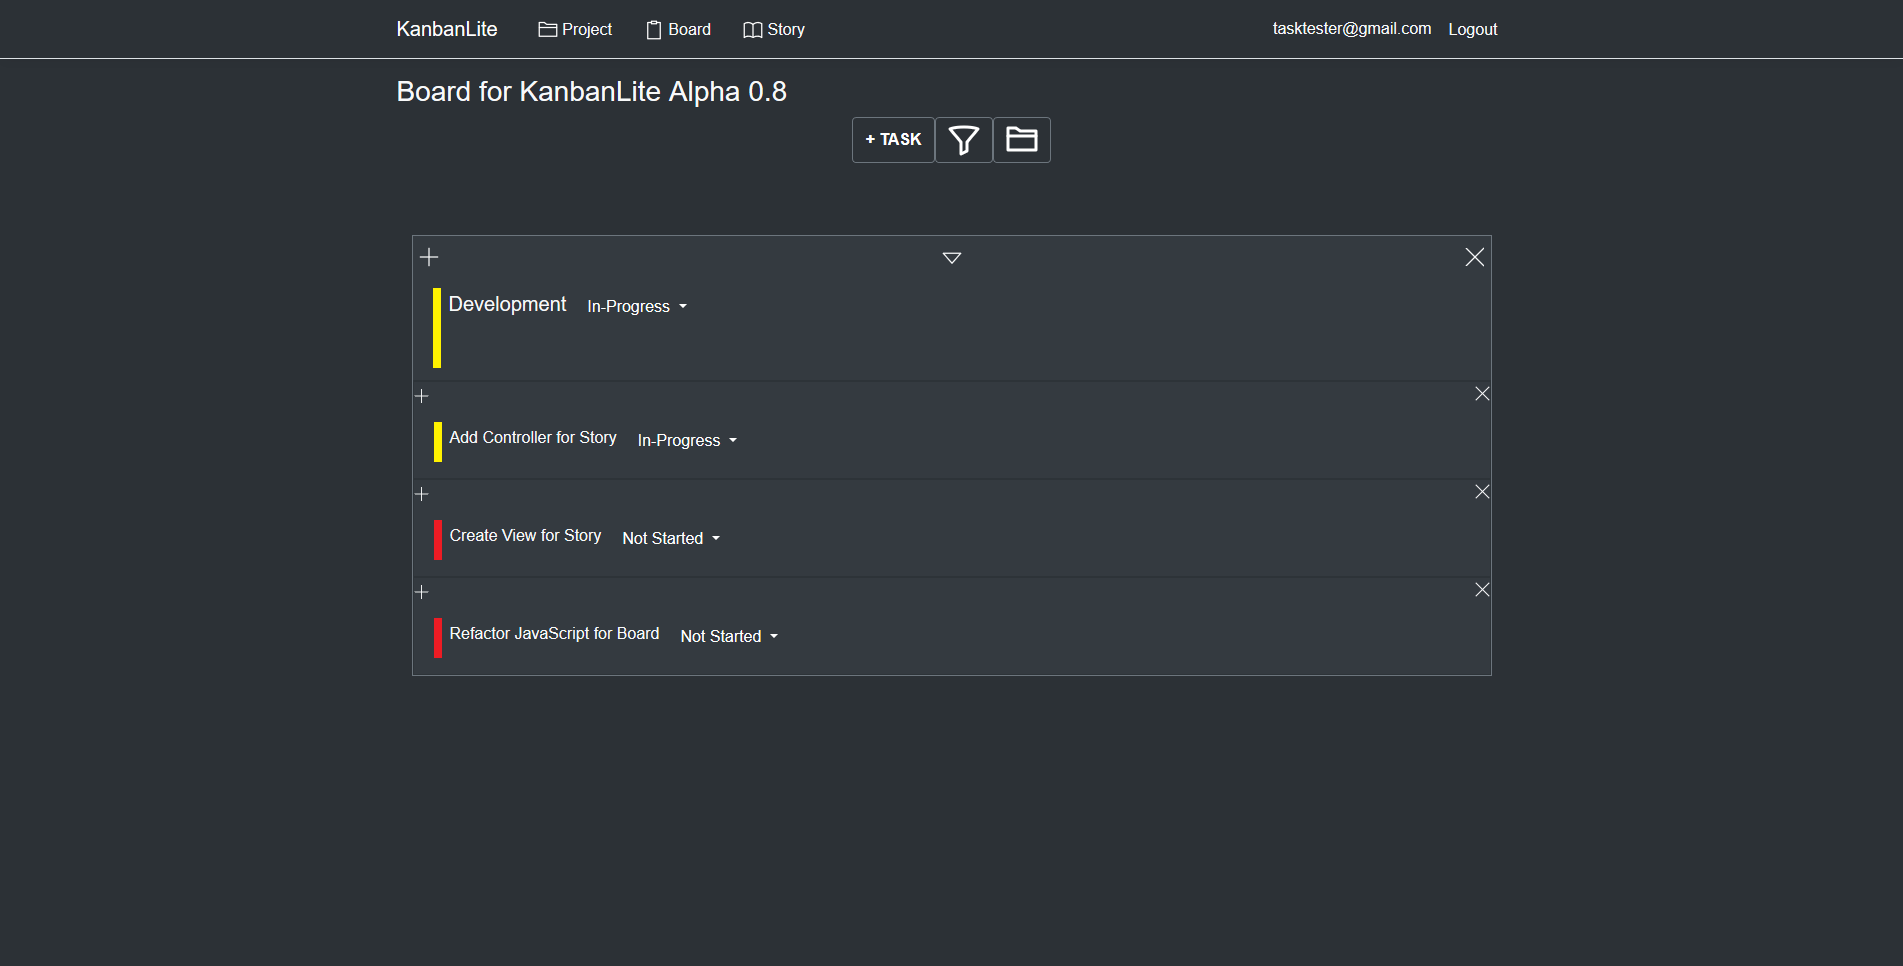 KanbanLite Project Board Story tasktester@gmail.com Logout
Board for KanbanLite Alpha 0.8
+ TASK
Development In-Progress
Add Controller for Story In-Progress
Create View for Story Not Started
Refactor JavaScript for Board Not Started